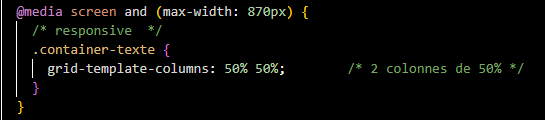 @media screen and (max-width: 870px) {
/* responsive  */
.container-texte {
grid-template-columns: 50% 50%;         /* 2 colonnes de 50% */
}
}